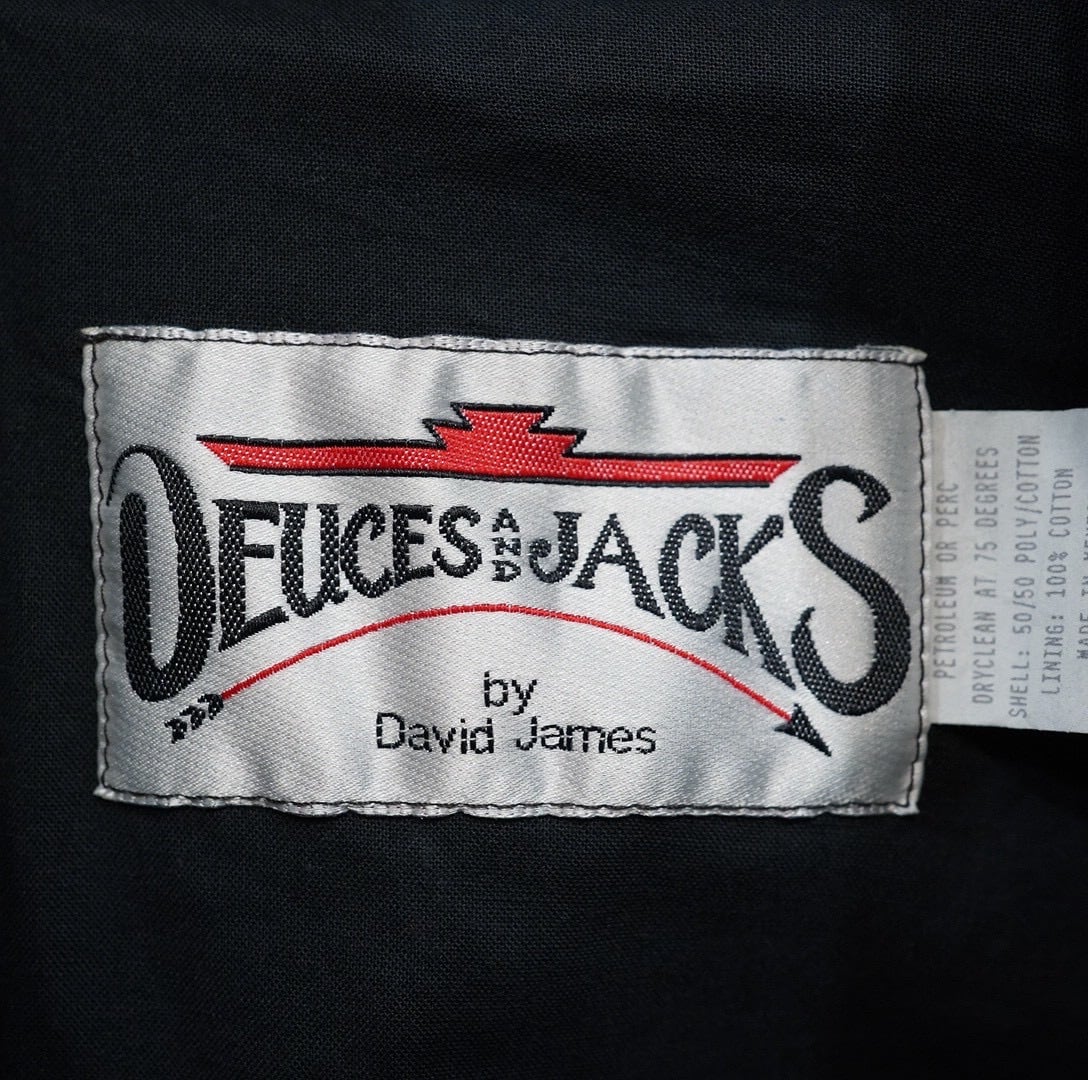 DEUCES AND JACKS
by
David James
PETROLEUM OR PERC
DRYCLEAN AT 75 DEGREES
SHELL: 50/50 POLY/COTTON
LINING: 100% COTTON
MADE